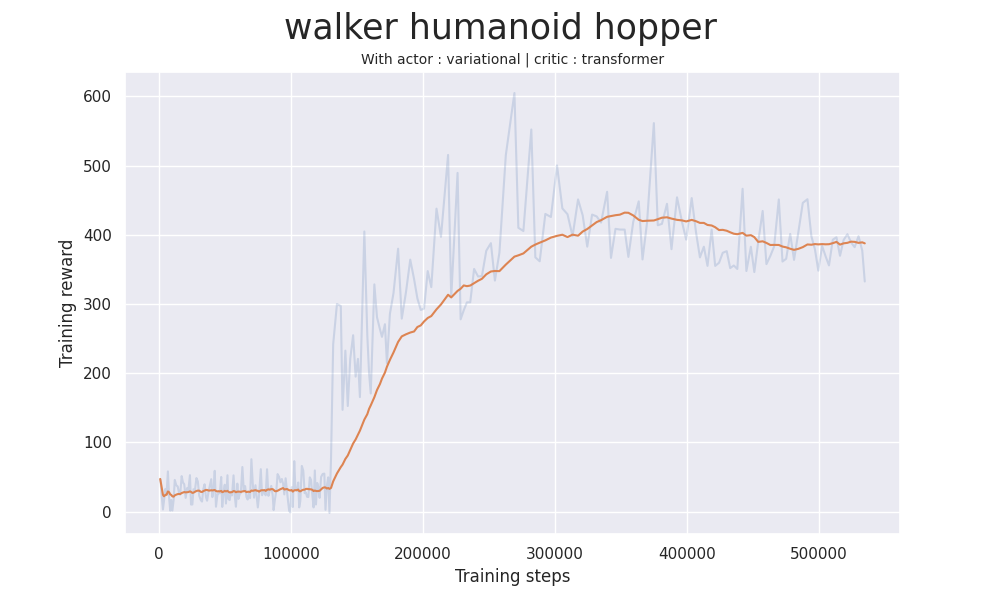 walker humanoid hopper
With actor : variational | critic : transformer
600
500
400
300
200
100
0
Training reward
0 100000 200000 300000 400000 500000
Training steps